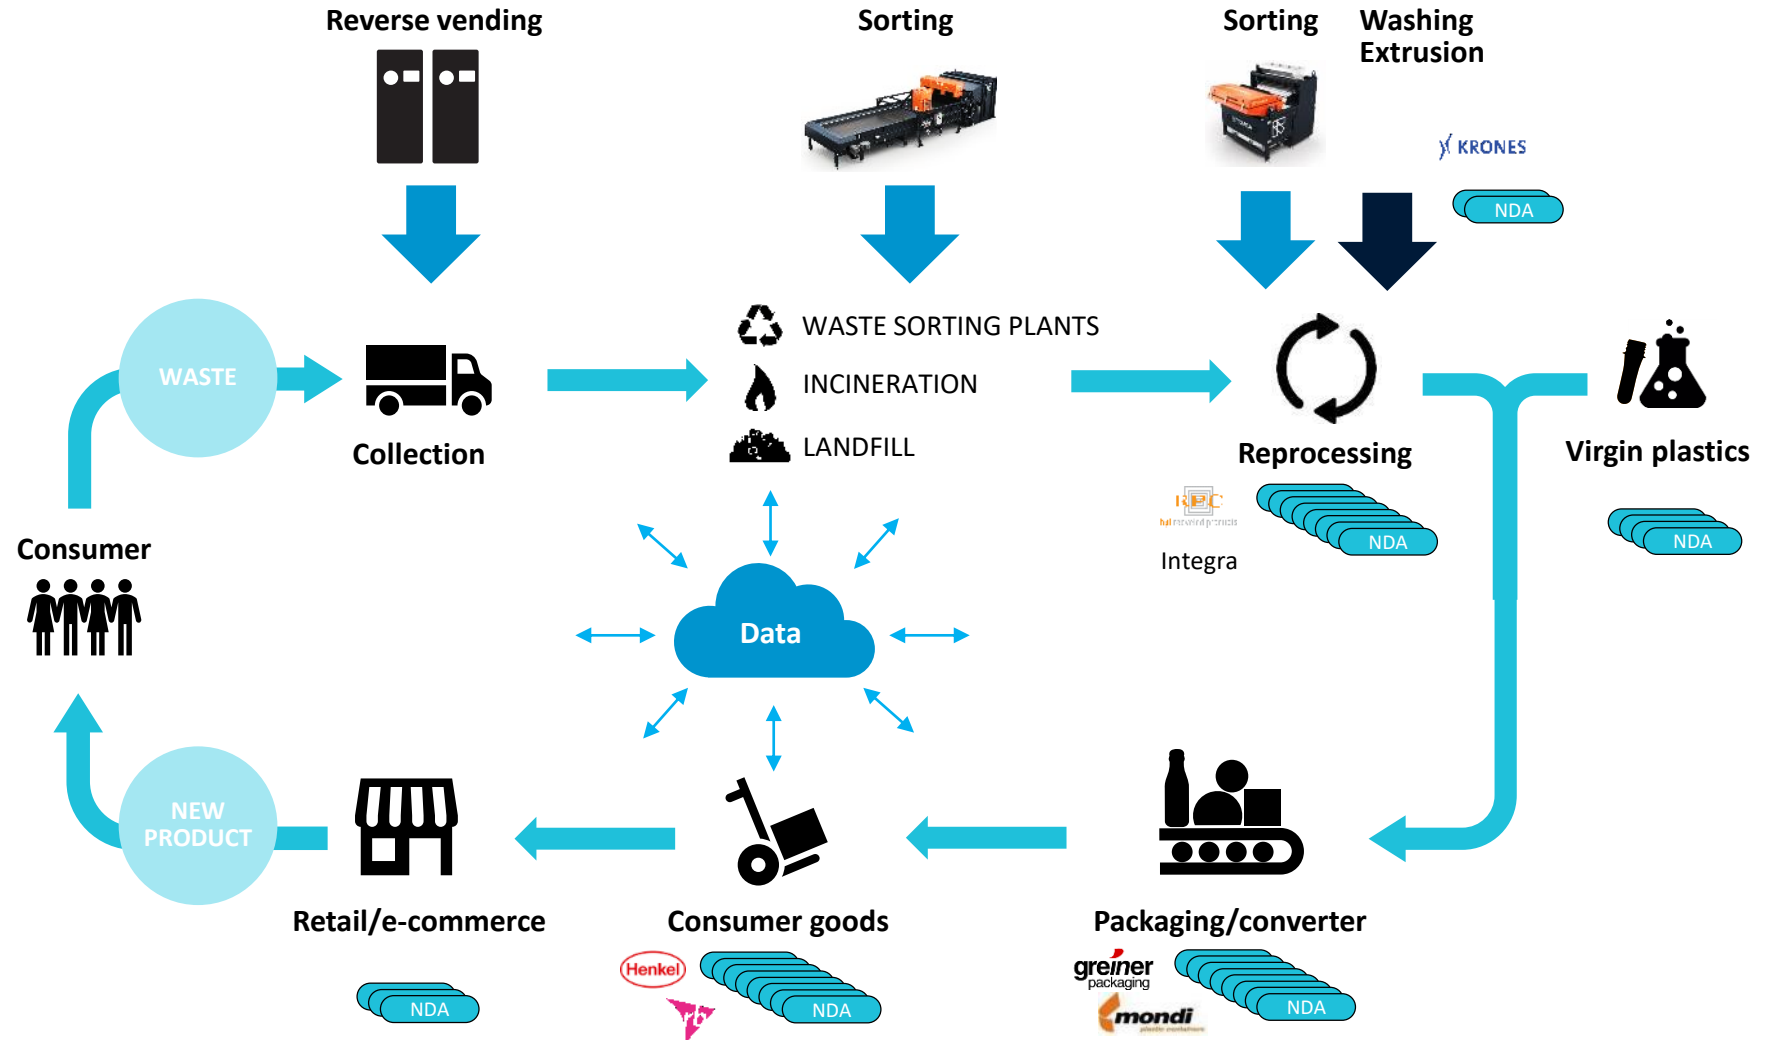 Reverse vending
Sorting
Sorting
Washing
Extrusion
KRONES
NDA
WASTE
WASTE SORTING PLANTS
INCINERATION
LANDFILL
Collection
Reprocessing
Virgin plastics
RPC
Integra
NDA
NDA
Consumer
Data
NEW
PRODUCT
Retail/e-commerce
Consumer goods
Packaging/converter
NDA
Henkel
NDA
greiner
packaging
mondi
NDA